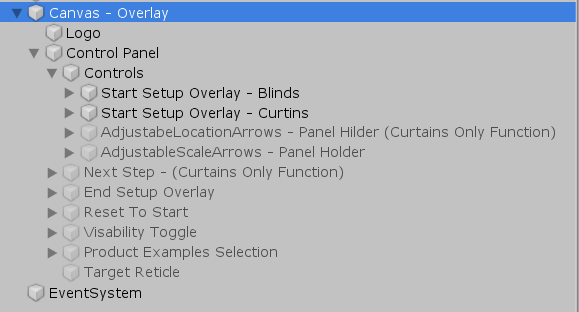 Canvas - Overlay
Logo
Control Panel
Controls
Start Setup Overlay - Blinds
Start Setup Overlay - Curtins
AdjustabeLocationArrows - Panel Hilder (Curtains Only Function)
AdjustableScaleArrows - Panel Holder
Next Step - (Curtains Only Function)
End Setup Overlay
Reset To Start
Visability Toggle
Product Examples Selection
Target Reticle
EventSystem